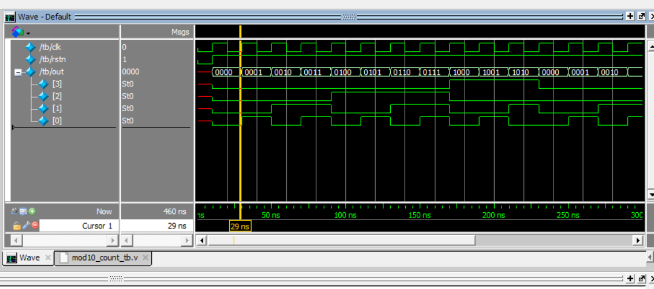 Wave - Default
Msgs
/tb/clk 0
/tb/rstn 1
/tb/out 0000 0000 0001 0010 0011 0100 0101 0110 0111 1000 1001 1010 0000 0001 0010
[3] St0
[2] St0
[1] St0
[0] St0
Now 460 ns ns 50 ns 100 ns 150 ns 200 ns 250 ns 300
Cursor 1 29 ns 29 ns
Wave mod10_count_tb.v